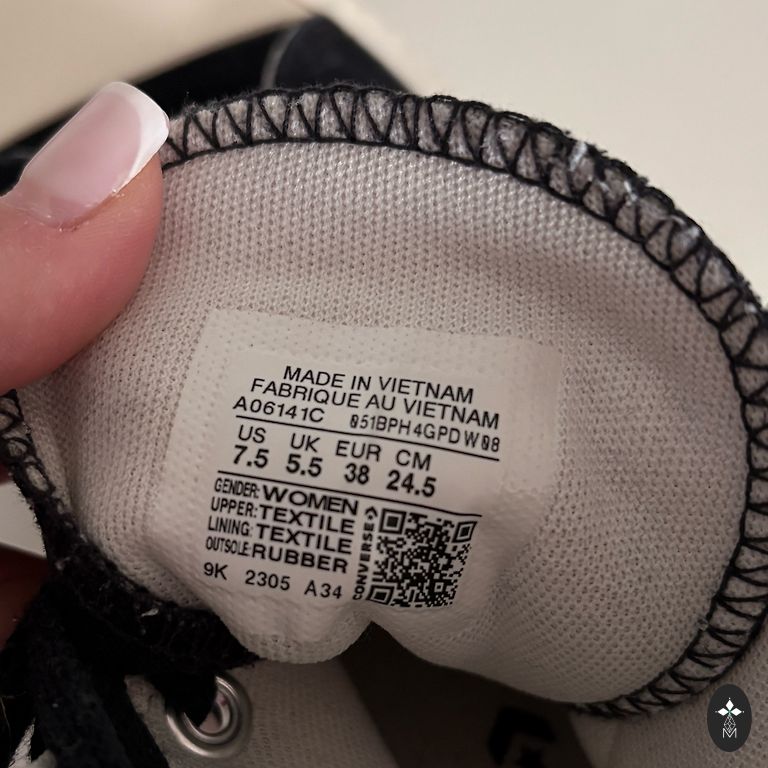 MADE IN VIETNAM
FABRIQUE AU VIETNAM
A06141C 051BPH4GPDW08
US UK EUR CM
7.5 5.5 38 24.5
GENDER: WOMEN
UPPER: TEXTILE
LINING: TEXTILE
OUTSOLE: RUBBER
9K 2305 A34
CONVERSE
M